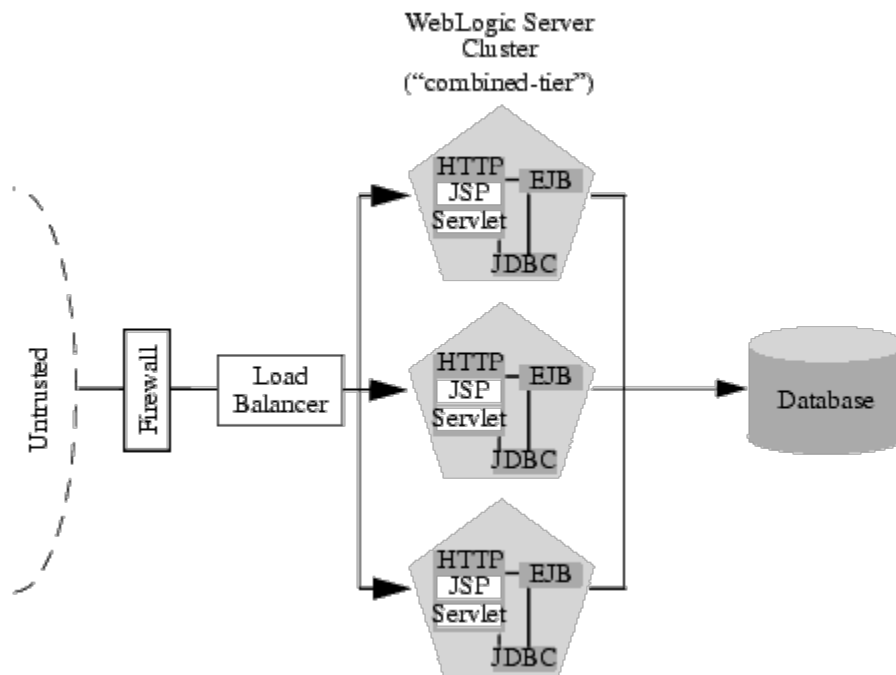 WebLogic Server
Cluster
(“combined-tier”)
HTTP
JSP
Servlet
EJB
JDBC
Untrusted
Firewall
Load
Balancer
HTTP
JSP
Servlet
EJB
JDBC
Database
HTTP
JSP
Servlet
EJB
JDBC